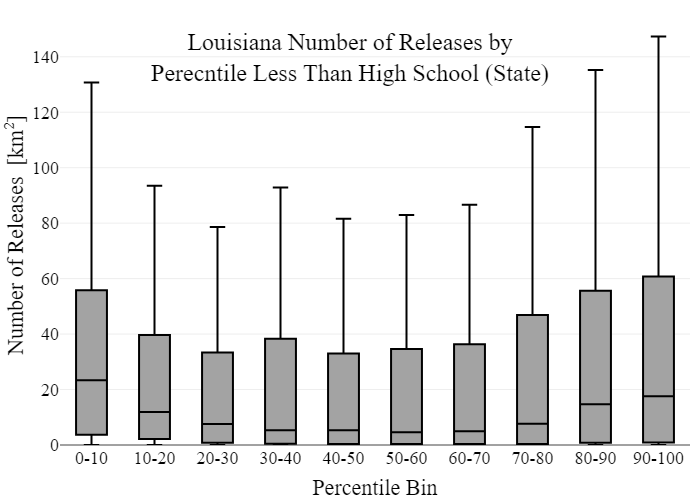 Louisiana Number of Releases by
Perecntile Less Than High School (State)
Number of Releases [km²]
140
120
100
80
60
40
20
0
0-10 10-20 20-30 30-40 40-50 50-60 60-70 70-80 80-90 90-100
Percentile Bin